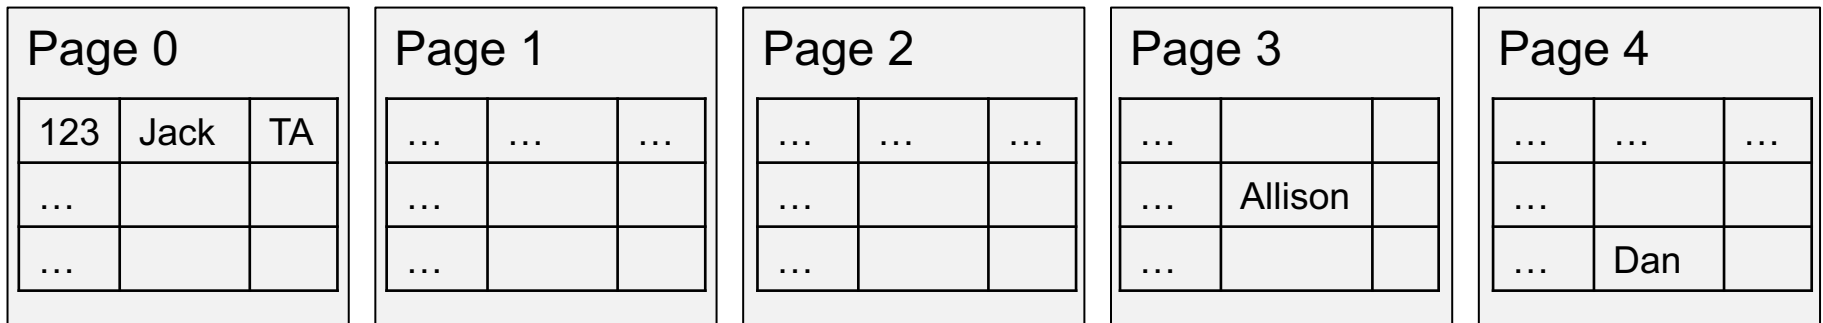 Page 0 Page 1 Page 2 Page 3 Page 4
123 Jack TA … … … … … … … … … …
… … … … Allison …
… … … … … Dan